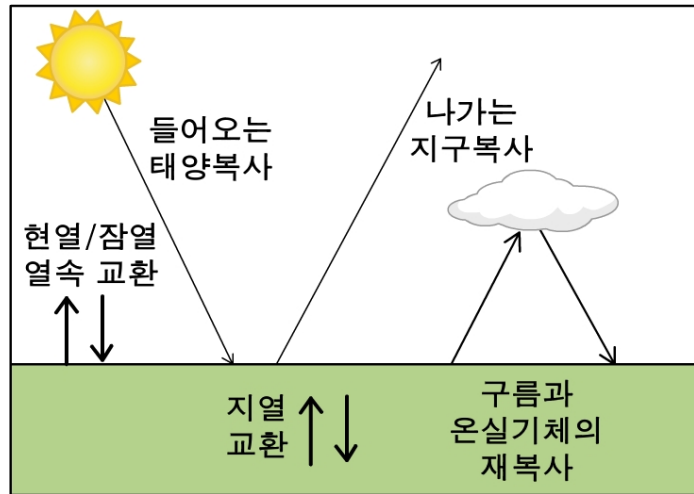 들어오는
태양복사
나가는
지구복사
현열/잠열
열속 교환
지열
교환
구름과
온실기체의
재복사